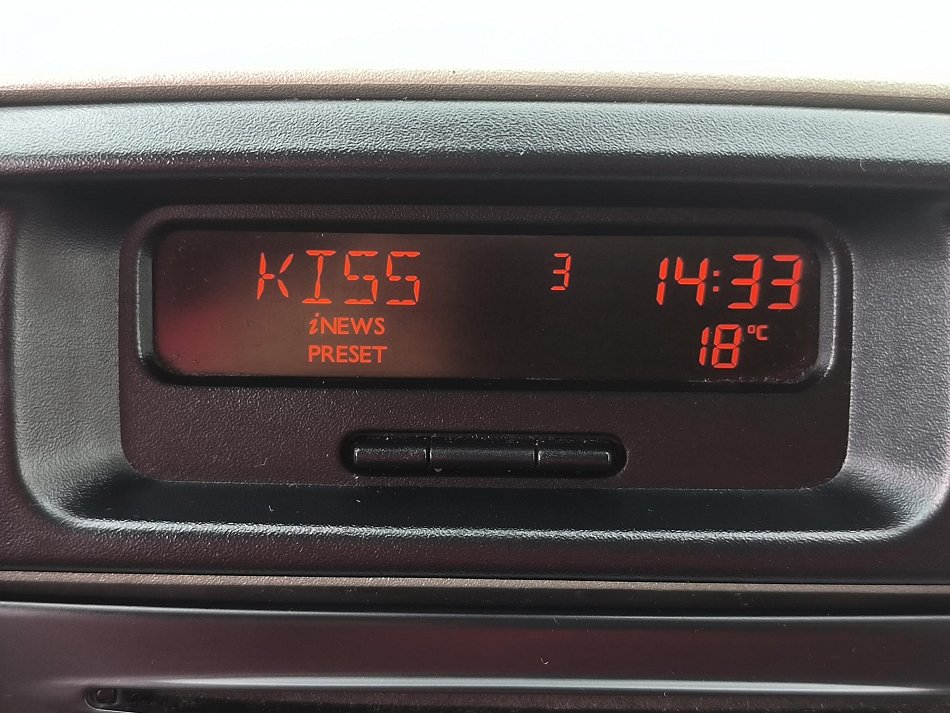 KISS 3 14:33
iNEWS 18°C
PRESET